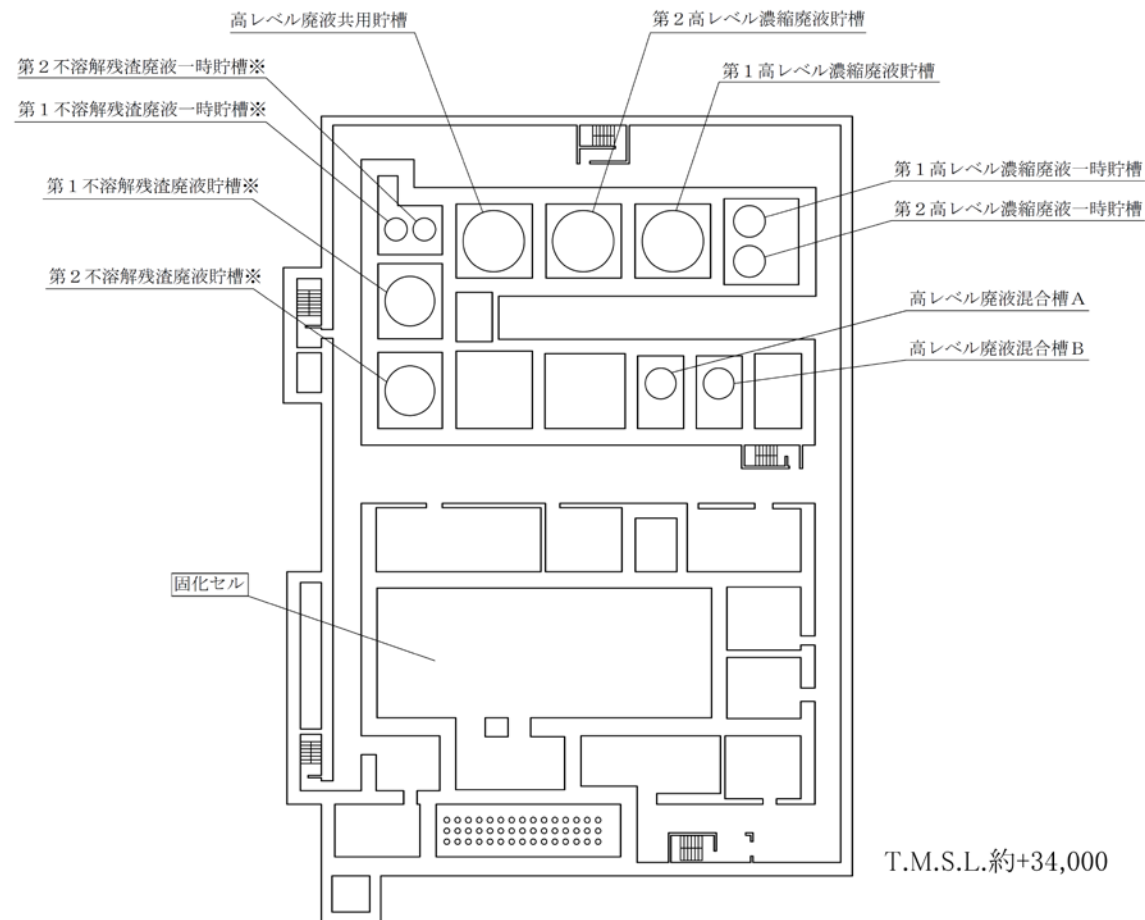 高レベル廃液共用貯槽
第2高レベル濃縮廃液貯槽
第2不溶解残渣廃液一時貯槽※
第1高レベル濃縮廃液貯槽
第1不溶解残渣廃液一時貯槽※
第1高レベル濃縮廃液一時貯槽
第1不溶解残渣廃液貯槽※
第2高レベル濃縮廃液一時貯槽
第2不溶解残渣廃液貯槽※
高レベル廃液混合槽A
高レベル廃液混合槽B
固化セル
T.M.S.L.約+34,000